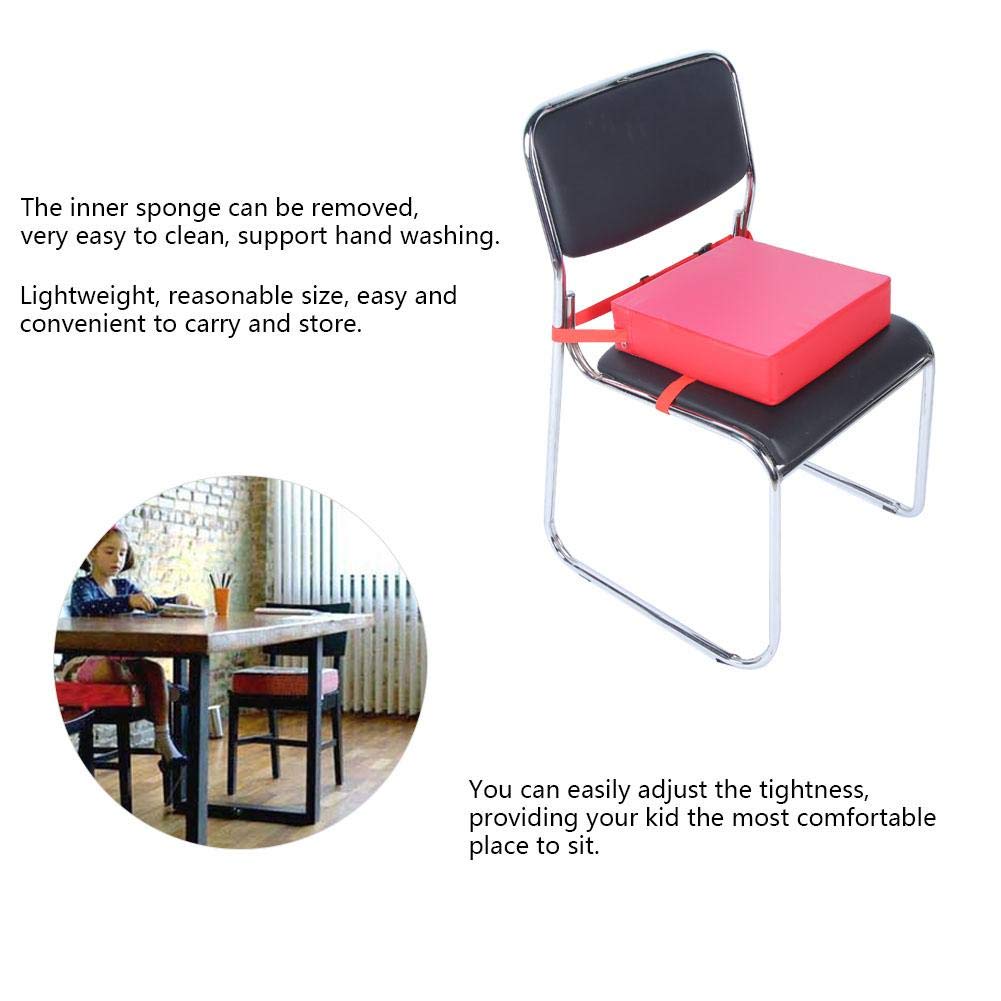 The inner sponge can be removed,
very easy to clean, support hand washing.
Lightweight, reasonable size, easy and
convenient to carry and store.
You can easily adjust the tightness,
providing your kid the most comfortable
place to sit.